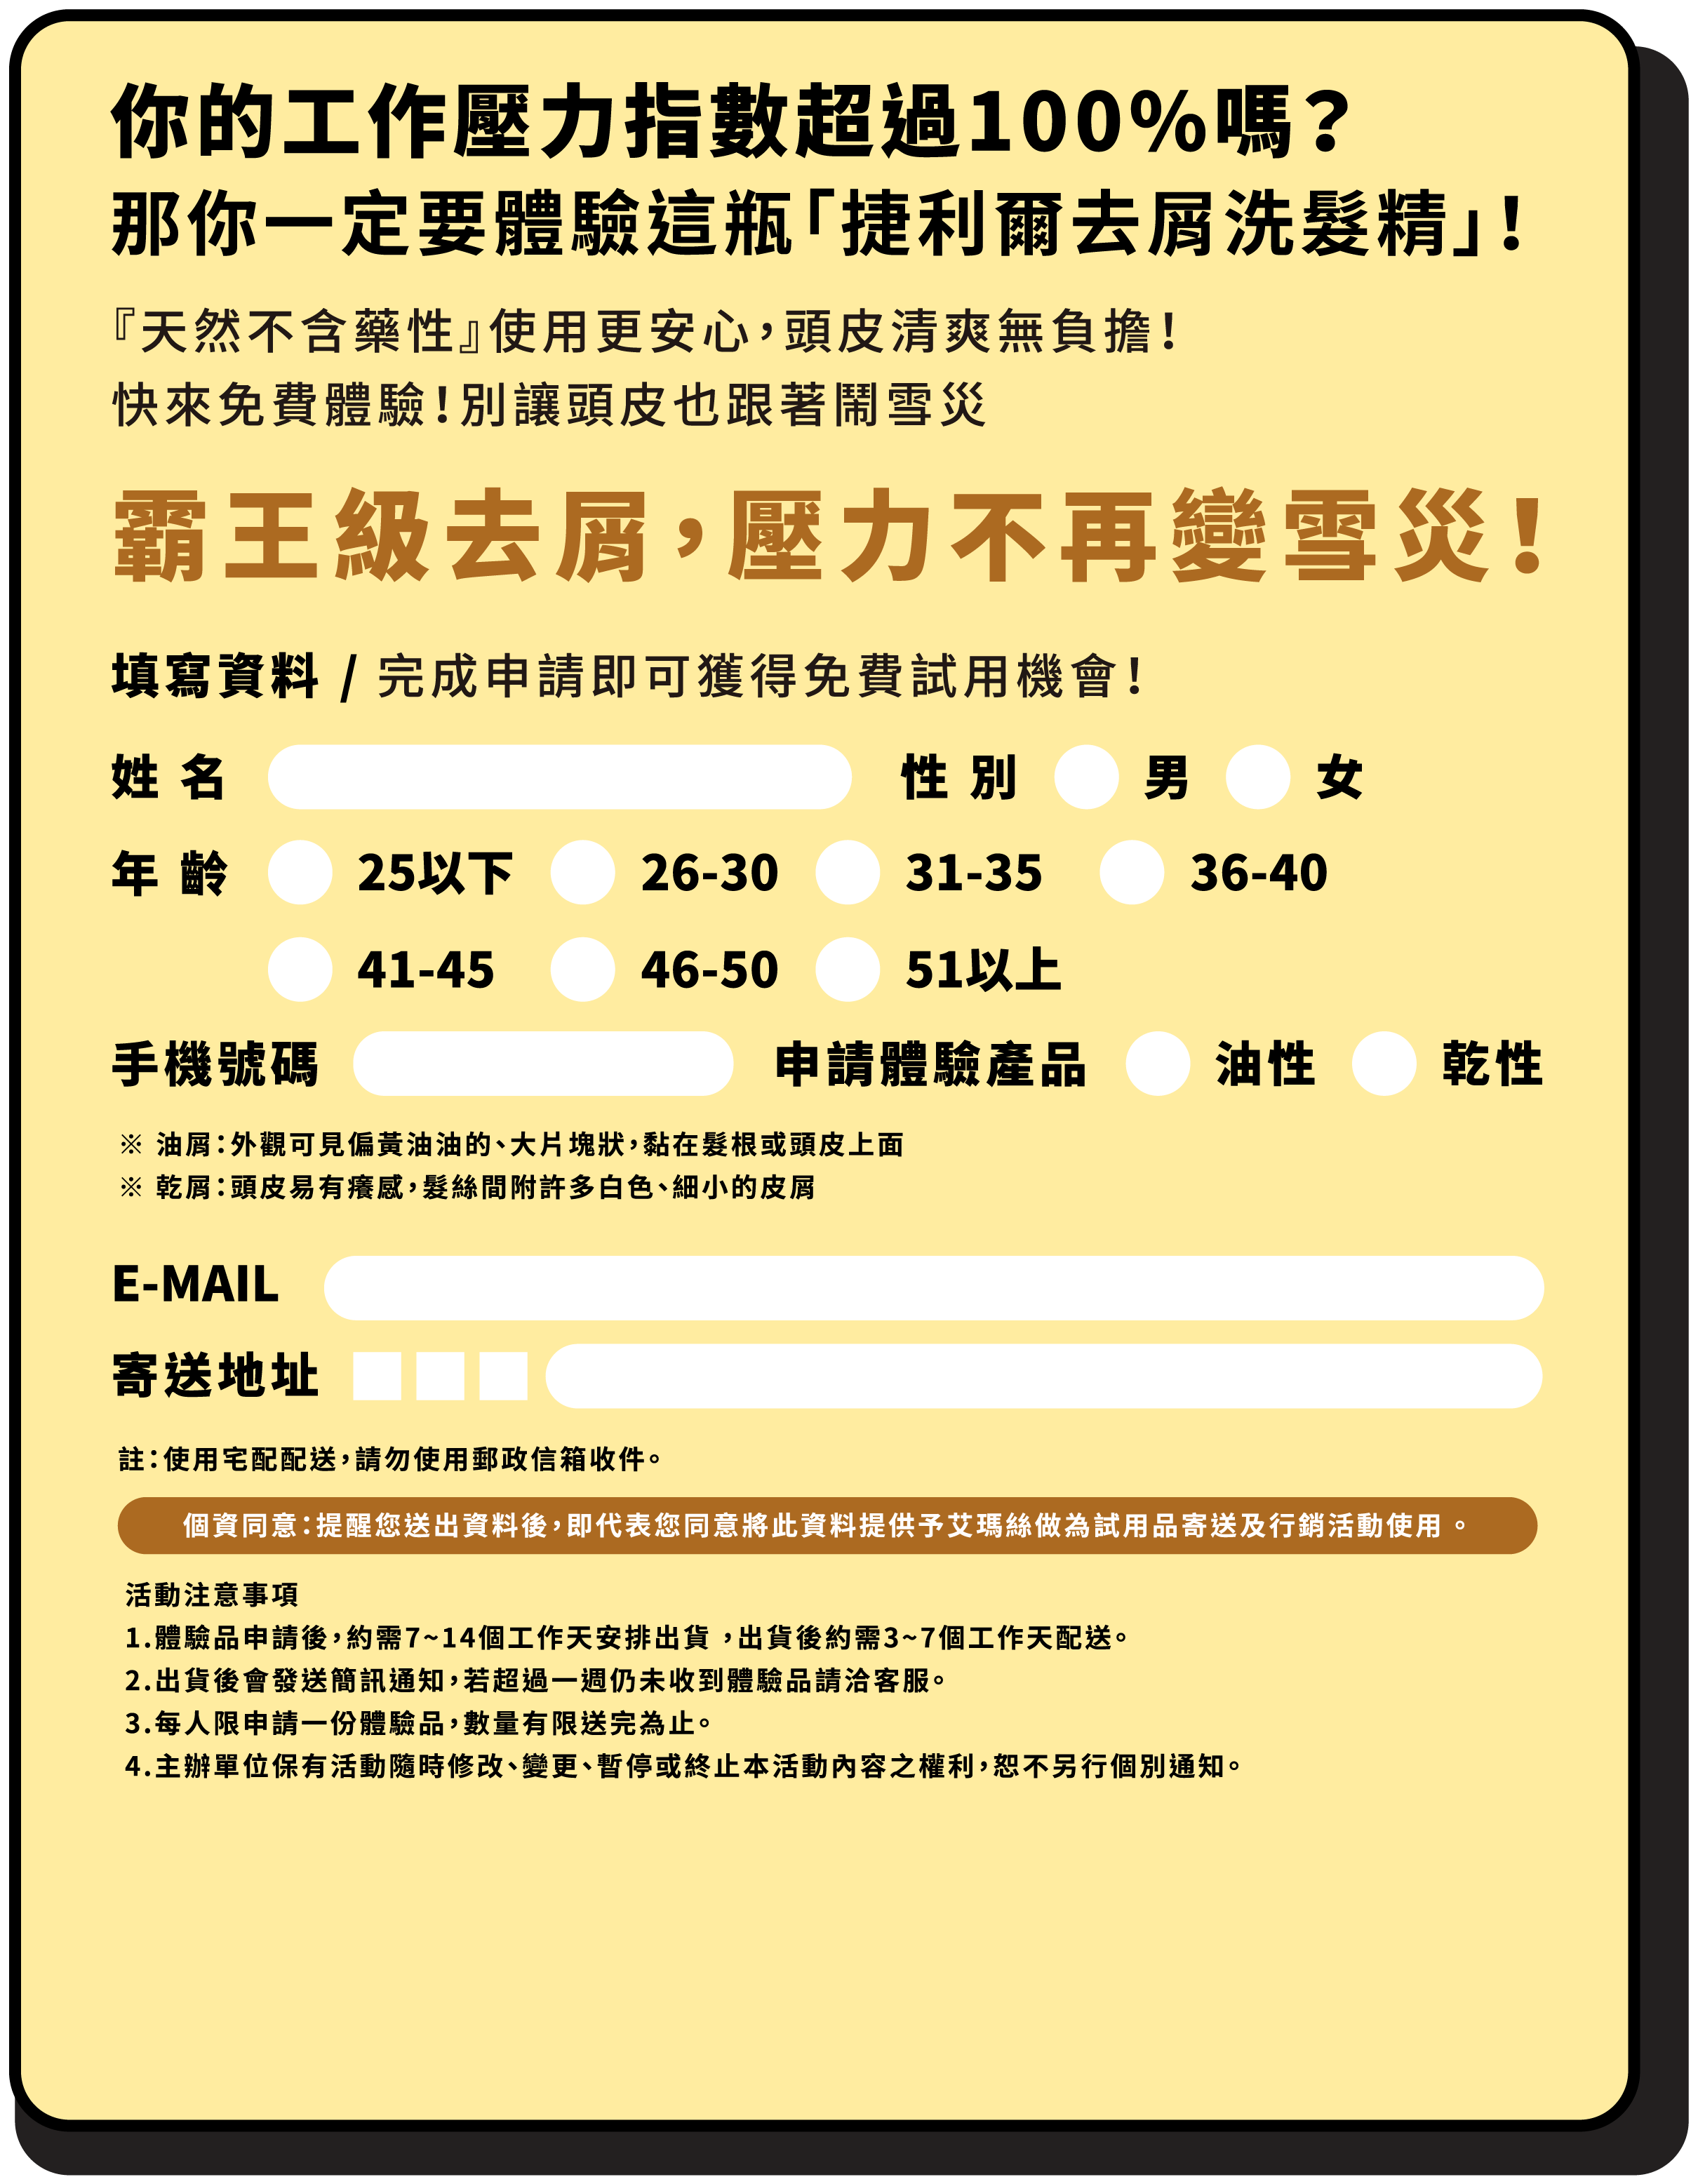 你的工作壓力指數超過100%嗎？
那你一定要體驗這瓶「捷利爾去屑洗髮精」！
『天然不含藥性』使用更安心，頭皮清爽無負擔！
快來免費體驗！別讓頭皮也跟著鬧雪災
霸王級去屑，壓力不再變雪災！
填寫資料 / 完成申請即可獲得免費試用機會！
姓 名 性 別 男 女
年 齡 25以下 26-30 31-35 36-40
41-45 46-50 51以上
手機號碼 申請體驗產品 油性 乾性
※ 油屑：外觀可見偏黃油油的、大片塊狀，黏在髮根或頭皮上面
※ 乾屑：頭皮易有癢感，髮絲間附許多白色、細小的皮屑
E-MAIL
寄送地址
註：使用宅配配送，請勿使用郵政信箱收件。
個資同意：提醒您送出資料後，即代表您同意將此資料提供予艾瑪絲做為試用品寄送及行銷活動使用 。
活動注意事項
1.體驗品申請後，約需7~14個工作天安排出貨 ，出貨後約需3~7個工作天配送。
2.出貨後會發送簡訊通知，若超過一週仍未收到體驗品請洽客服。
3.每人限申請一份體驗品，數量有限送完為止。
4.主辦單位保有活動隨時修改、變更、暫停或終止本活動內容之權利，恕不另行個別通知。